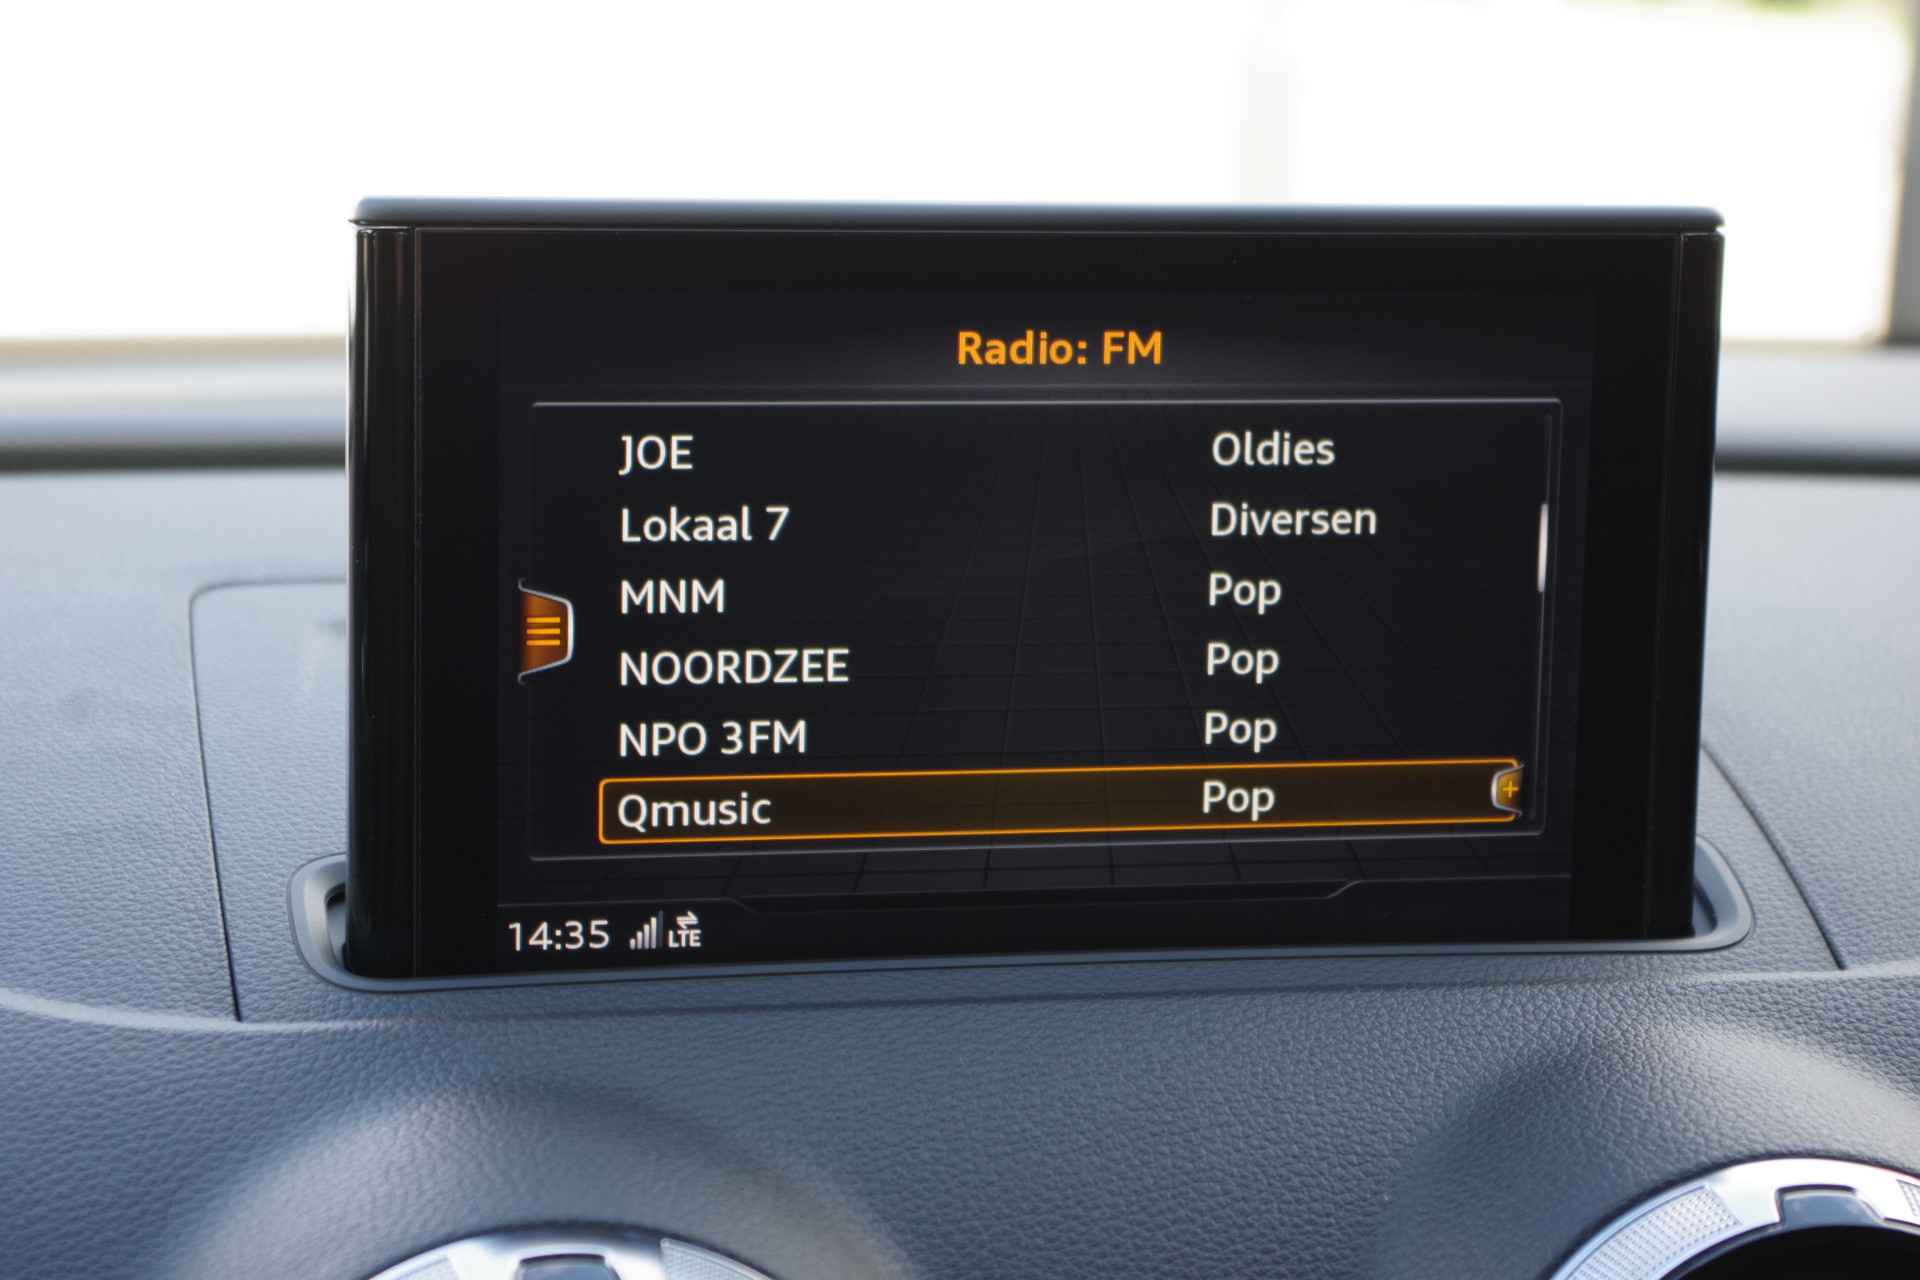 Radio: FM
JOE Oldies
Lokaal 7 Diversen
MNM Pop
NOORDZEE Pop
NPO 3FM Pop
Qmusic Pop +
14:35 LTE